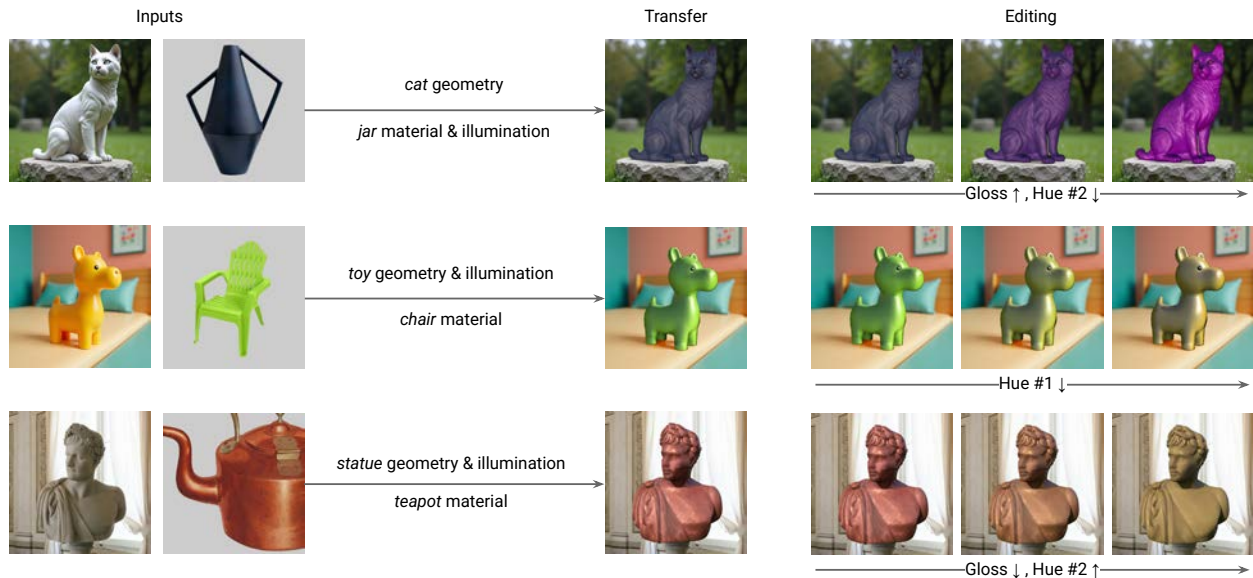 Inputs
Transfer
Editing
cat geometry
jar material & illumination
Gloss ↑ , Hue #2 ↓
toy geometry & illumination
chair material
Hue #1 ↓
statue geometry & illumination
teapot material
Gloss ↓ , Hue #2 ↑